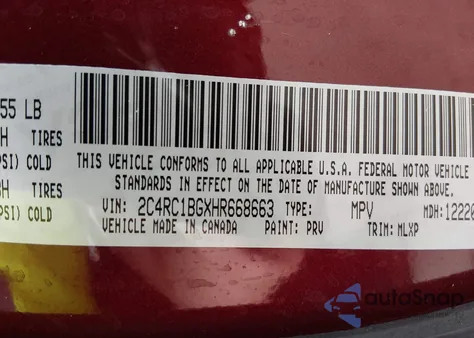 55 LB
H TIRES
PSI) COLD
THIS VEHICLE CONFORMS TO ALL APPLICABLE U.S.A. FEDERAL MOTOR VEHICLE
STANDARDS IN EFFECT ON THE DATE OF MANUFACTURE SHOWN ABOVE.
H TIRES
PSI) COLD
VIN: 2C4RC1BGXHR668663 TYPE: MPV MDH: 12220
VEHICLE MADE IN CANADA PAINT: PRV TRIM: MLXP
autoSnap